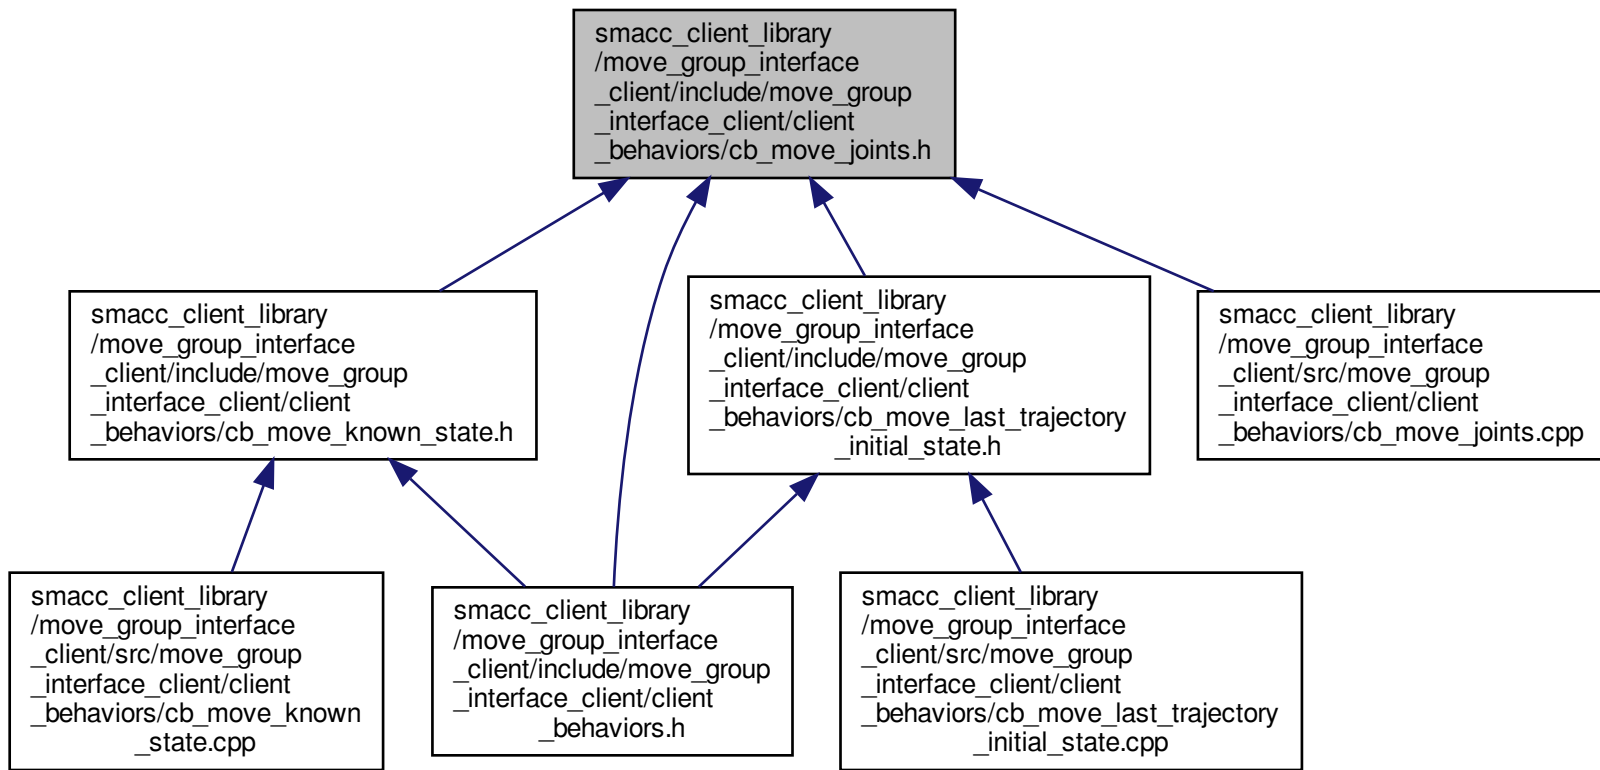 smacc_client_library
/move_group_interface
_client/include/move_group
_interface_client/client
_behaviors/cb_move_joints.h
smacc_client_library
/move_group_interface
_client/include/move_group
_interface_client/client
_behaviors/cb_move_known_state.h
smacc_client_library
/move_group_interface
_client/include/move_group
_interface_client/client
_behaviors/cb_move_last_trajectory
_initial_state.h
smacc_client_library
/move_group_interface
_client/src/move_group
_interface_client/client
_behaviors/cb_move_joints.cpp
smacc_client_library
/move_group_interface
_client/src/move_group
_interface_client/client
_behaviors/cb_move_known
_state.cpp
smacc_client_library
/move_group_interface
_client/include/move_group
_interface_client/client
_behaviors.h
smacc_client_library
/move_group_interface
_client/src/move_group
_interface_client/client
_behaviors/cb_move_last_trajectory
_initial_state.cpp